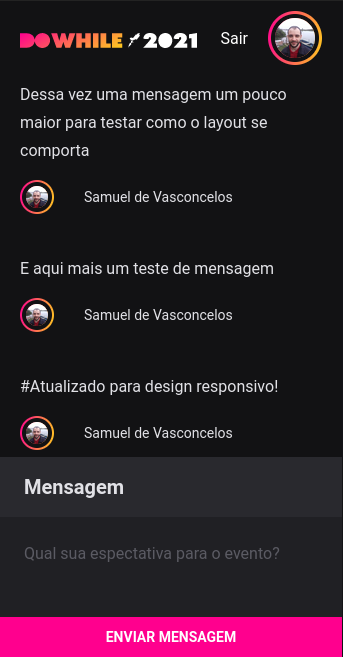 DOWHILE 2021
Sair
Dessa vez uma mensagem um pouco
maior para testar como o layout se
comporta
Samuel de Vasconcelos
E aqui mais um teste de mensagem
Samuel de Vasconcelos
#Atualizado para design responsivo!
Samuel de Vasconcelos
Mensagem
Qual sua espectativa para o evento?
ENVIAR MENSAGEM